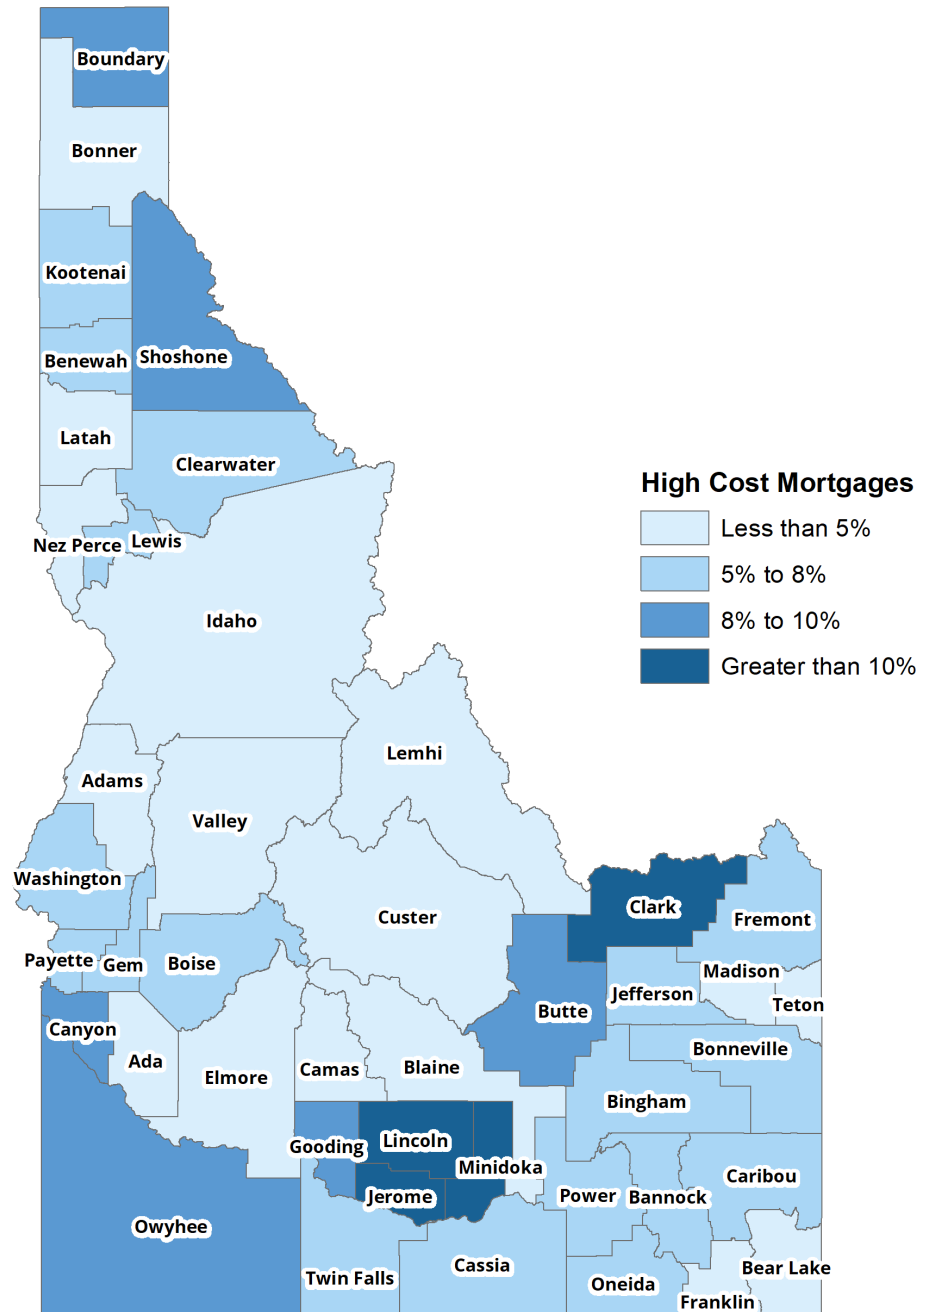 Boundary
Bonner
Kootenai
Benewah
Shoshone
Latah
Clearwater
High Cost Mortgages
Less than 5%
Nez Perce
Lewis
5% to 8%
Idaho
8% to 10%
Greater than 10%
Lemhi
Adams
Valley
Washington
Custer
Clark
Fremont
Payette
Gem
Boise
Madison
Jefferson
Teton
Butte
Canyon
Ada
Bonneville
Elmore
Camas
Blaine
Bingham
Gooding
Lincoln
Minidoka
Jerome
Power
Bannock
Caribou
Owyhee
Twin Falls
Cassia
Oneida
Bear Lake
Franklin